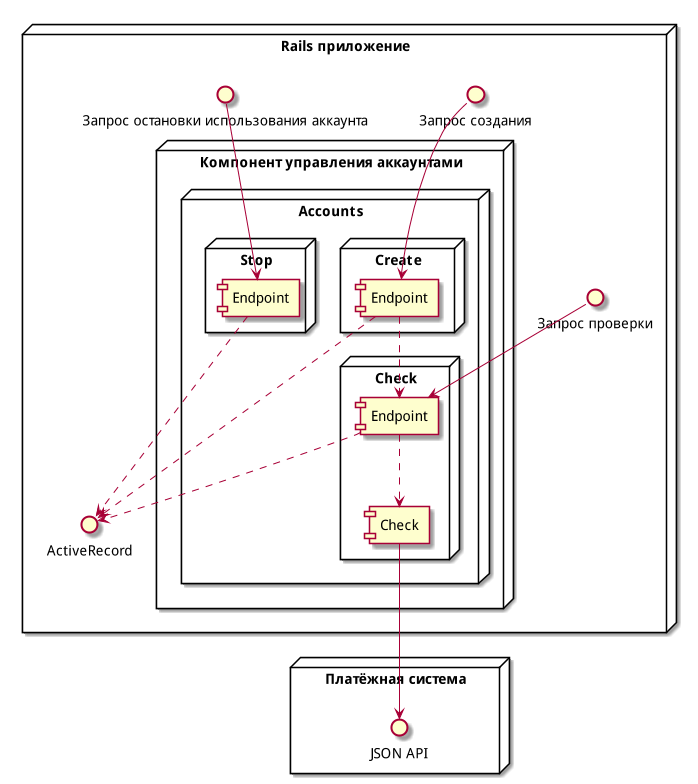 Rails приложение
Запрос остановки использования аккаунта
Запрос создания
Компонент управления аккаунтами
Accounts
Stop
Create
Endpoint
Endpoint
Запрос проверки
Check
Endpoint
Check
ActiveRecord
Платёжная система
JSON API